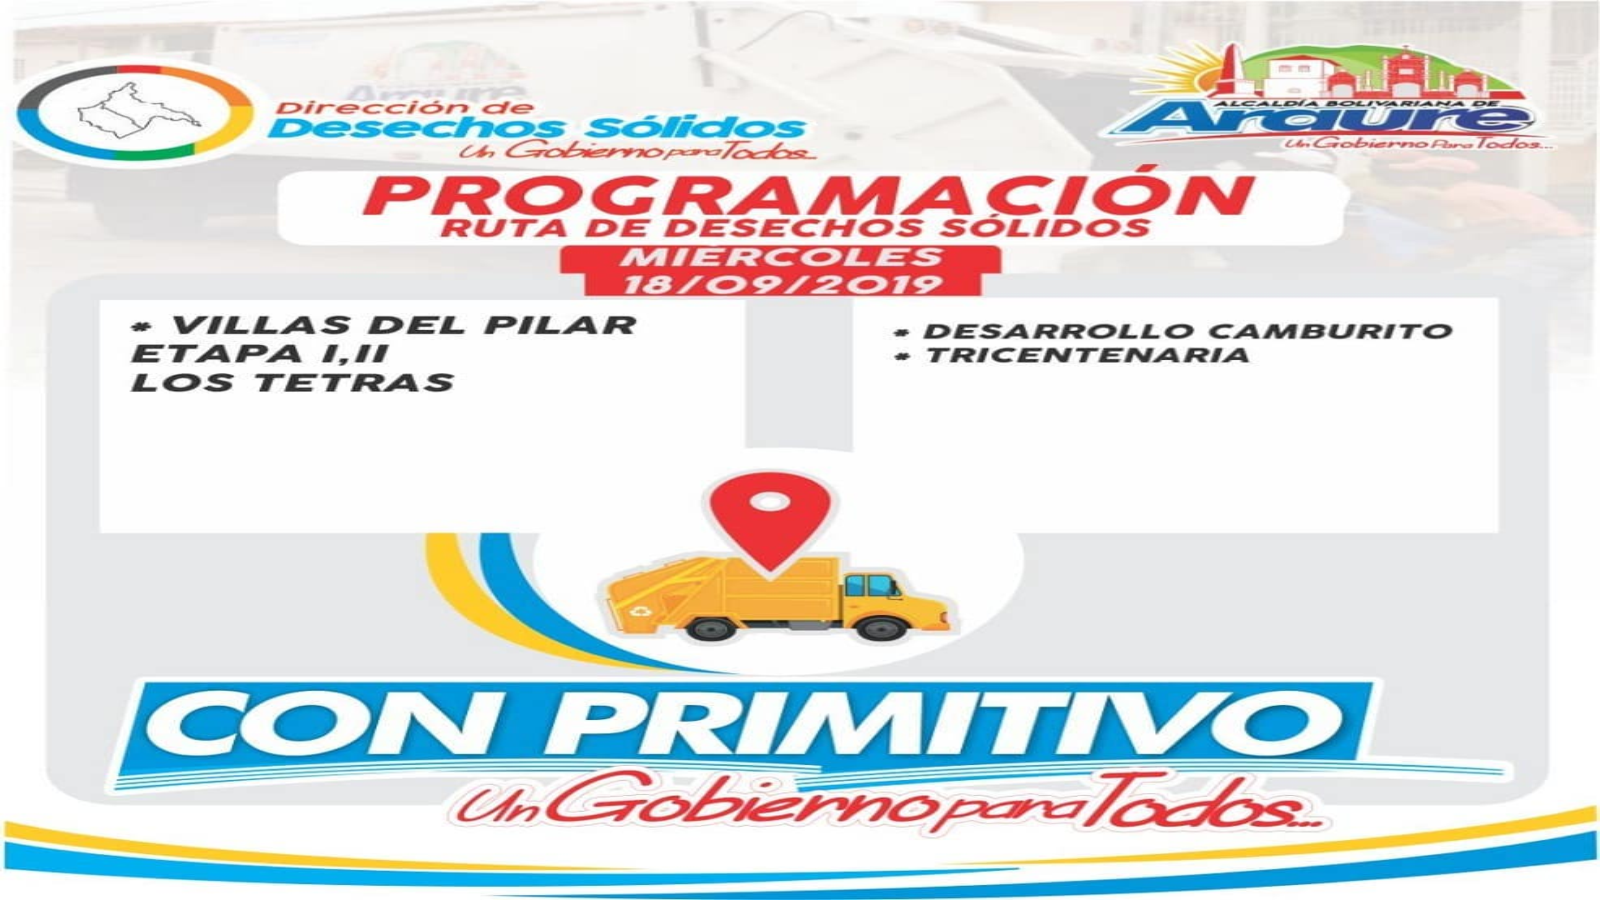 Dirección de
Desechos Sólidos
Un Gobierno para Todos...
ALCALDÍA BOLIVARIANA DE
Araure
Un Gobierno Para Todos...
PROGRAMACIÓN
RUTA DE DESECHOS SÓLIDOS
MIÉRCOLES
18/09/2019
* VILLAS DEL PILAR
ETAPA I,II
LOS TETRAS
* DESARROLLO CAMBURITO
* TRICENTENARIA
CON PRIMITIVO
Un Gobierno para Todos...